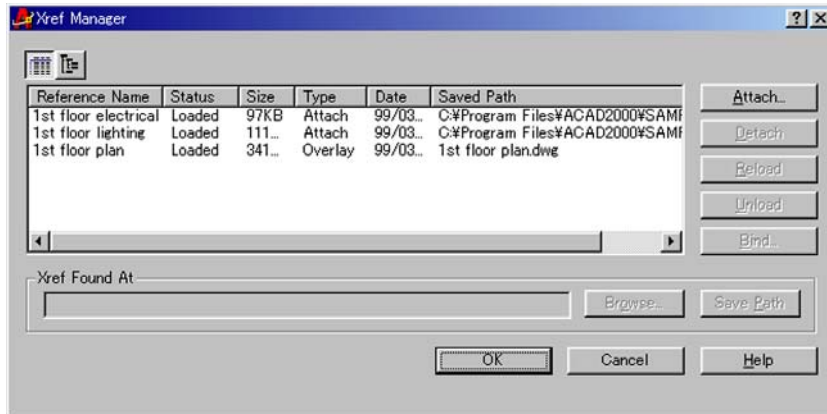 Xref Manager
Reference Name Status Size Type Date Saved Path
1st floor electrical Loaded 97KB Attach 99/03... C:¥Program Files¥ACAD2000¥SAMF
1st floor lighting Loaded 111... Attach 99/03... C:¥Program Files¥ACAD2000¥SAMF
1st floor plan Loaded 341... Overlay 99/03... 1st floor plan.dwg
Attach...
Detach
Reload
Unload
Bind...
Xref Found At
Browse... Save Path
OK Cancel Help